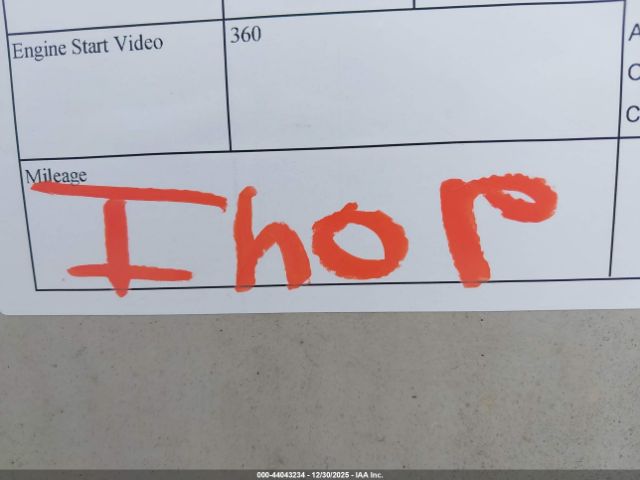 Engine Start Video 360
A
C
C
Mileage
Ihop
000-44043234 - 12/30/2025 - IAA Inc.